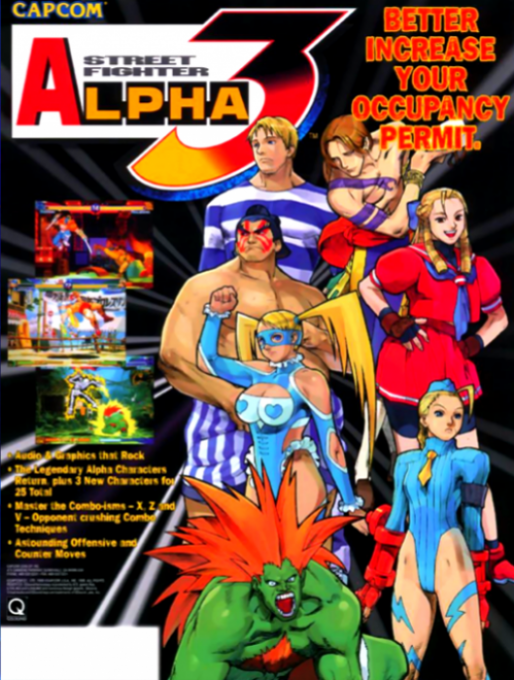 CAPCOM
STREET
FIGHTER
ALPHA 3
TM
BETTER
INCREASE
YOUR
OCCUPANCY
PERMIT.
• Audio & Graphics that Rock
• The Legendary Alpha Characters
Return, plus 3 New Characters for
25 Total
• Master the Combo-isms – X, Z and
V – Opponent crushing Combo
Techniques
• Astounding Offensive and
Counter Moves
Q